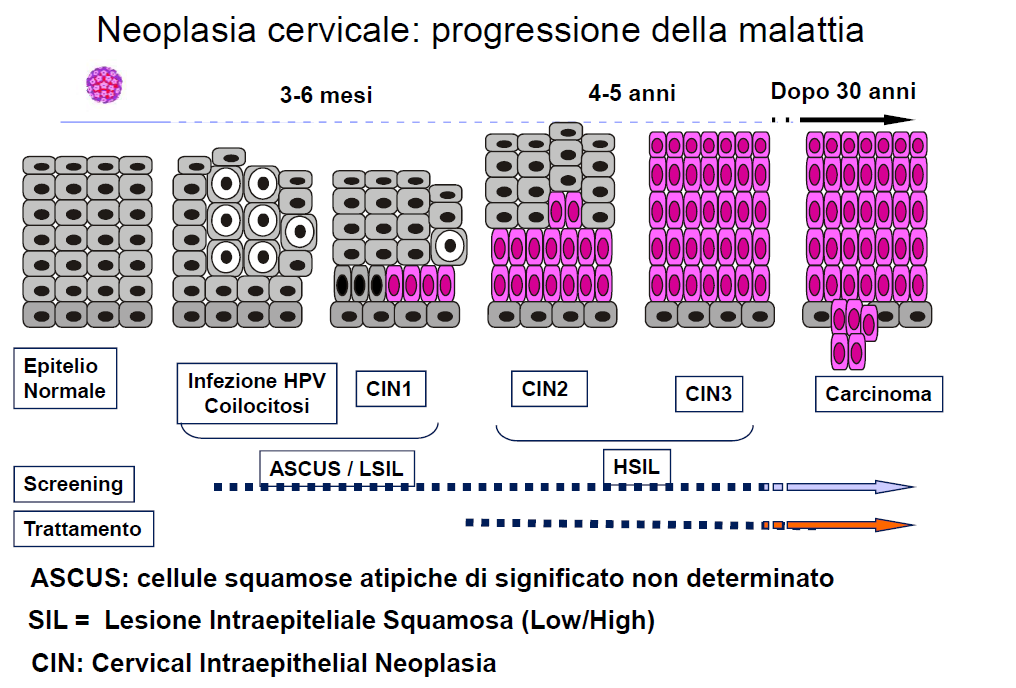 Neoplasia cervicale: progressione della malattia
3-6 mesi
4-5 anni
Dopo 30 anni
Epitelio
Normale
Infezione HPV
Coilocitosi
CIN1
CIN2
CIN3
Carcinoma
ASCUS / LSIL
HSIL
Screening
Trattamento
ASCUS: cellule squamose atipiche di significato non determinato
SIL = Lesione Intraepiteliale Squamosa (Low/High)
CIN: Cervical Intraepithelial Neoplasia